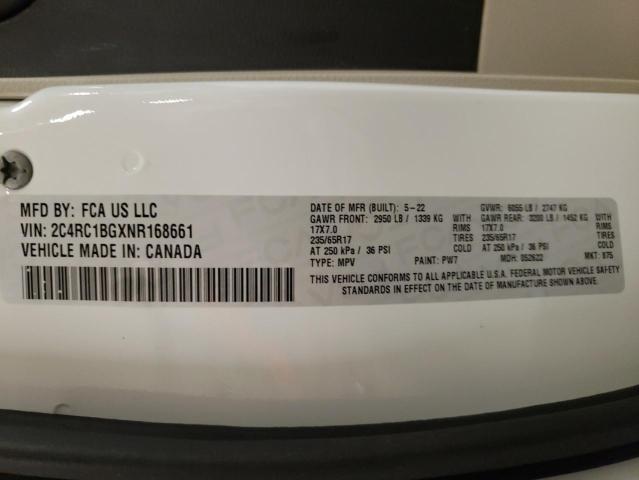 MFD BY: FCA US LLC
VIN: 2C4RC1BGXNR168661
VEHICLE MADE IN: CANADA
DATE OF MFR (BUILT): 5-22 GVWR: 6055 LB / 2747 KG
GAWR FRONT: 2950 LB / 1339 KG WITH GAWR REAR: 3200 LB / 1452 KG WITH
17X7.0 RIMS 17X7.0 RIMS
235/65R17 TIRES 235/65R17 TIRES
AT 250 kPa / 36 PSI COLD AT 250 kPa / 36 PSI COLD
TYPE: MPV PAINT: PW7 MDH: 052622 MKT: 875
THIS VEHICLE CONFORMS TO ALL APPLICABLE U.S.A. FEDERAL MOTOR VEHICLE SAFETY
STANDARDS IN EFFECT ON THE DATE OF MANUFACTURE SHOWN ABOVE.